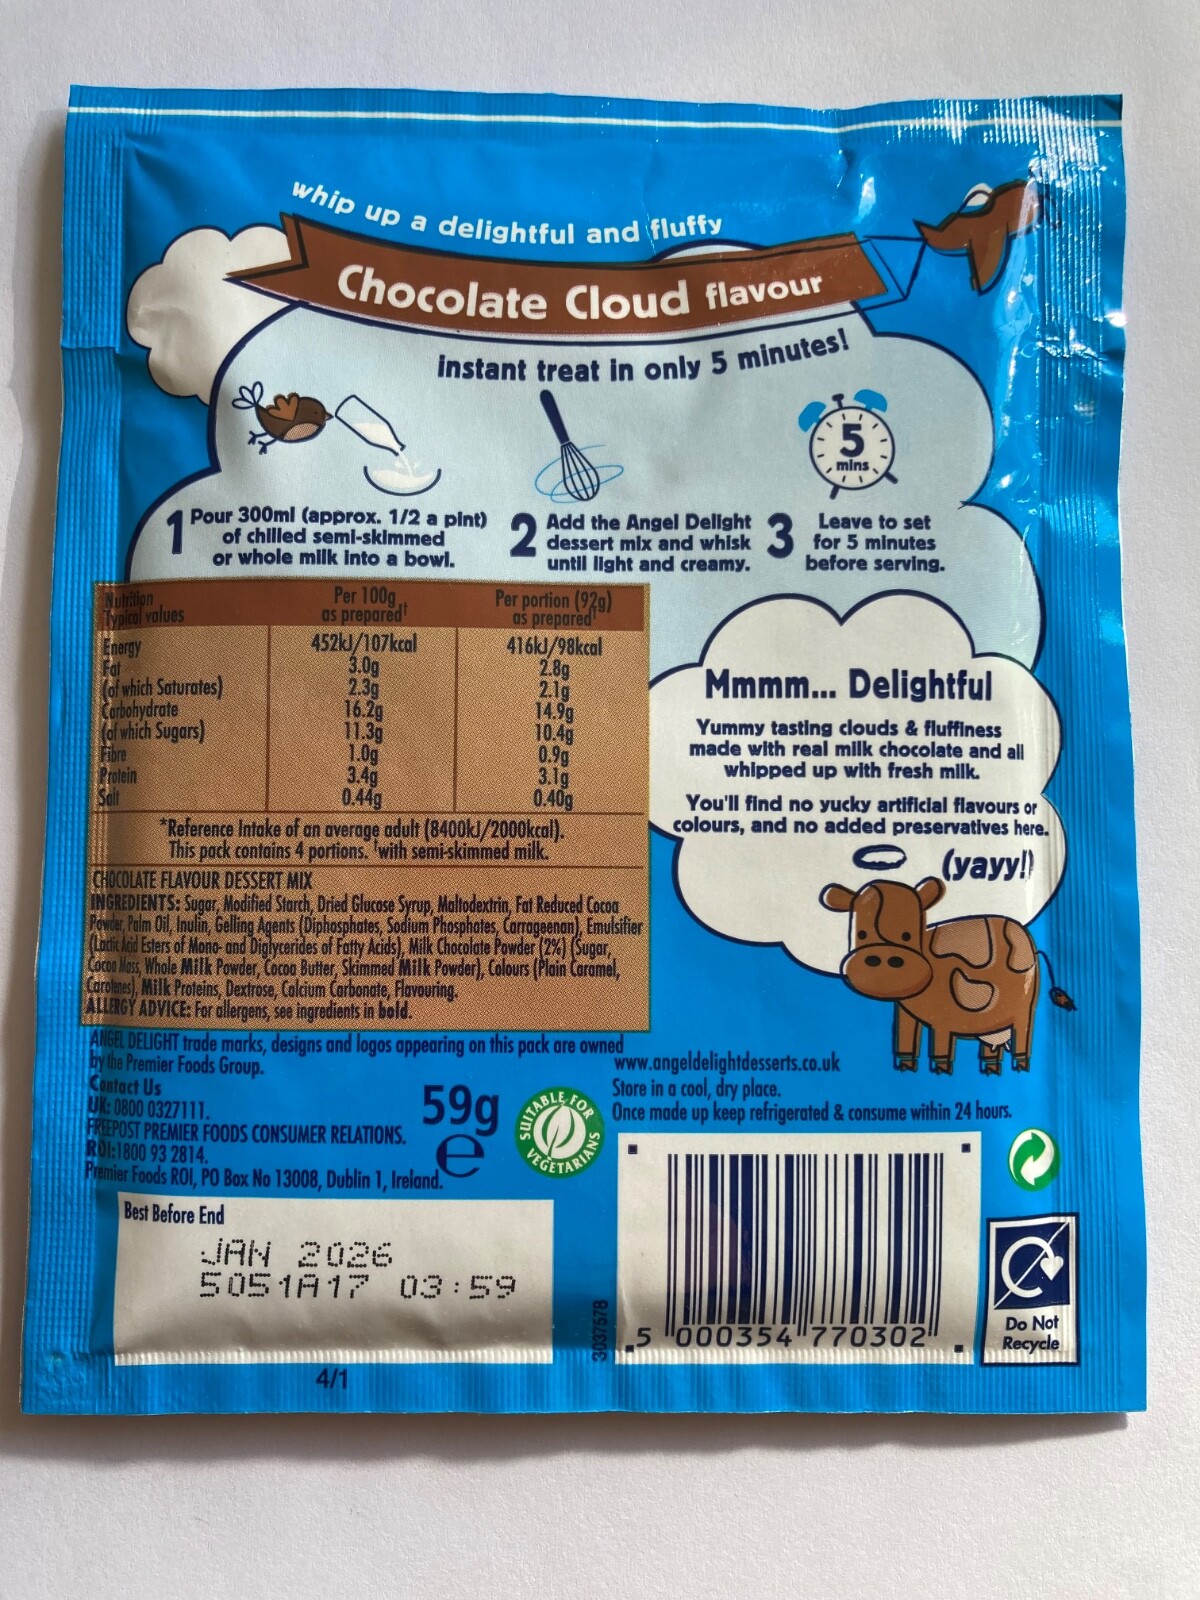 whip up a delightful and fluffy
Chocolate Cloud flavour
instant treat in only 5 minutes!
5
mins
1 Pour 300ml (approx. 1/2 a pint)
of chilled semi-skimmed
or whole milk into a bowl.
2 Add the Angel Delight
dessert mix and whisk
until light and creamy.
3 Leave to set
for 5 minutes
before serving.
Nutrition
Typical values
Per 100g
as prepared†
Per portion (92g)
as prepared†
Energy 452kJ/107kcal 416kJ/98kcal
Fat 3.0g 2.8g
(of which Saturates) 2.3g 2.1g
Carbohydrate 16.2g 14.9g
(of which Sugars) 11.3g 10.4g
Fibre 1.0g 0.9g
Protein 3.4g 3.1g
Salt 0.44g 0.40g
*Reference Intake of an average adult (8400kJ/2000kcal).
This pack contains 4 portions. †with semi-skimmed milk.
CHOCOLATE FLAVOUR DESSERT MIX
INGREDIENTS: Sugar, Modified Starch, Dried Glucose Syrup, Maltodextrin, Fat Reduced Cocoa
Powder, Palm Oil, Inulin, Gelling Agents (Diphosphates, Sodium Phosphates, Carrageenan), Emulsifier
(Lactic Acid Esters of Mono- and Diglycerides of Fatty Acids), Milk Chocolate Powder (2%) (Sugar,
Cocoa Mass, Whole Milk Powder, Cocoa Butter, Skimmed Milk Powder), Colours (Plain Caramel,
Carotenes), Milk Proteins, Dextrose, Calcium Carbonate, Flavouring.
ALLERGY ADVICE: For allergens, see ingredients in bold.
Mmmm... Delightful
Yummy tasting clouds & fluffiness
made with real milk chocolate and all
whipped up with fresh milk.
You'll find no yucky artificial flavours or
colours, and no added preservatives here.
(yayy!)
ANGEL DELIGHT trade marks, designs and logos appearing on this pack are owned
by the Premier Foods Group.
Contact Us
UK: 0800 0327111.
FREEPOST PREMIER FOODS CONSUMER RELATIONS.
ROI:1800 93 2814.
Premier Foods ROI, PO Box No 13008, Dublin 1, Ireland.
59g
e
SUITABLE FOR
VEGETARIANS
www.angeldelightdesserts.co.uk
Store in a cool, dry place.
Once made up keep refrigerated & consume within 24 hours.
Best Before End
JAN 2026
5051A17 03:59
4/1
3037578
5 000354 770302
Do Not
Recycle